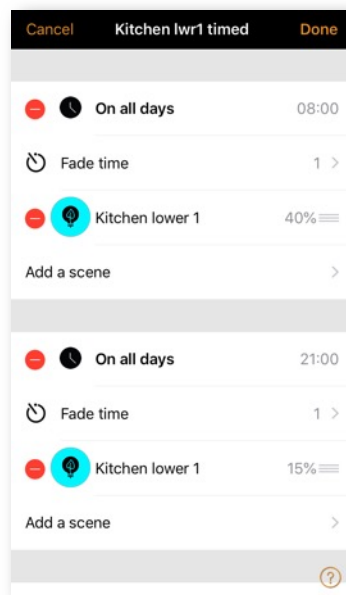 Cancel Kitchen lwr1 timed Done
On all days 08:00
Fade time 1
Kitchen lower 1 40%
Add a scene
On all days 21:00
Fade time 1
Kitchen lower 1 15%
Add a scene
?